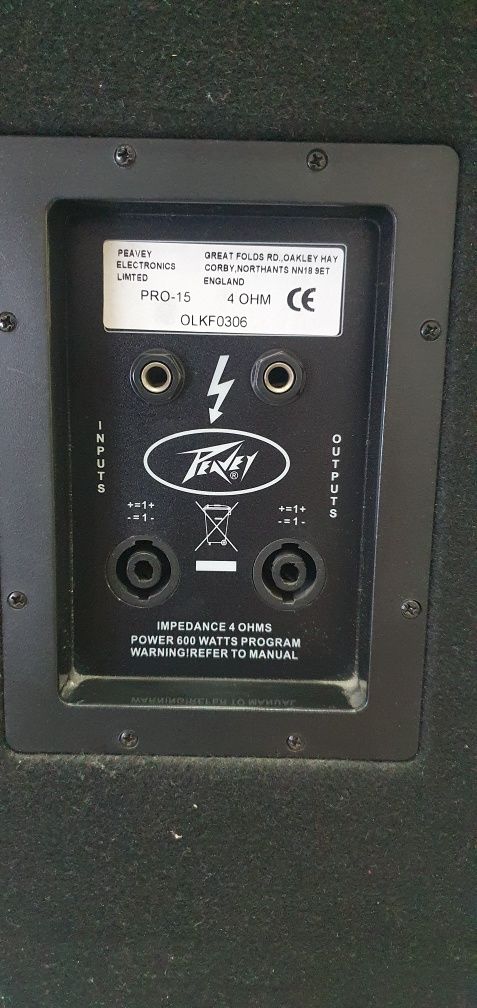 PEAVEY
ELECTRONICS
LIMTED
GREAT FOLDS RD.,OAKLEY HAY
CORBY,NORTHANTS NN18 9ET
ENGLAND
PRO-15 4 OHM CE
OLKF0306
INPUTS
OUTPUTS
PEAVEY®
+=1+ +=1+
-=1- -=1-
IMPEDANCE 4 OHMS
POWER 600 WATTS PROGRAM
WARNING!REFER TO MANUAL